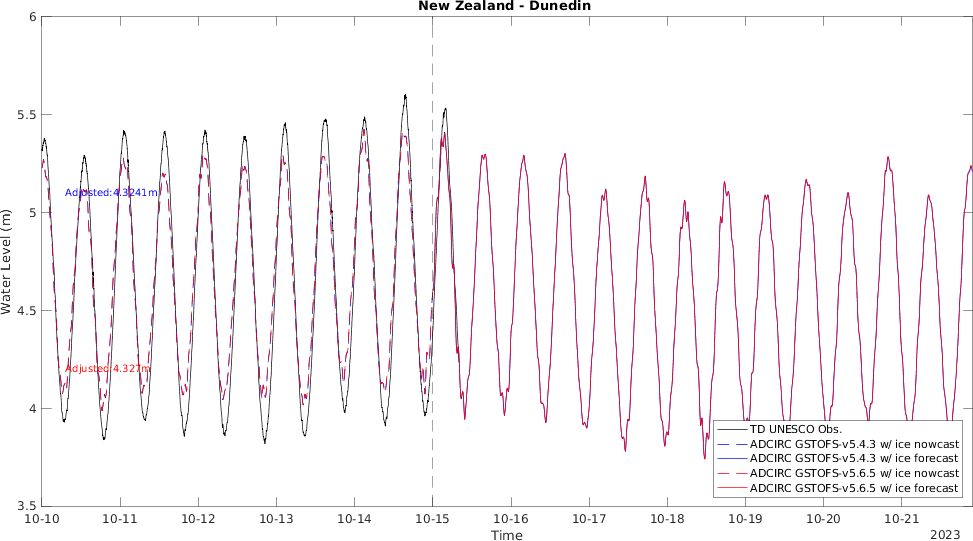 New Zealand - Dunedin
6
5.5
5
4.5
4
3.5
Water Level (m)
Adjusted:4.3241m
Adjusted:4.327m
TD UNESCO Obs.
ADCIRC GSTOFS-v5.4.3 w/ ice nowcast
ADCIRC GSTOFS-v5.4.3 w/ ice forecast
ADCIRC GSTOFS-v5.6.5 w/ ice nowcast
ADCIRC GSTOFS-v5.6.5 w/ ice forecast
10-10 10-11 10-12 10-13 10-14 10-15 10-16 10-17 10-18 10-19 10-20 10-21
Time
2023